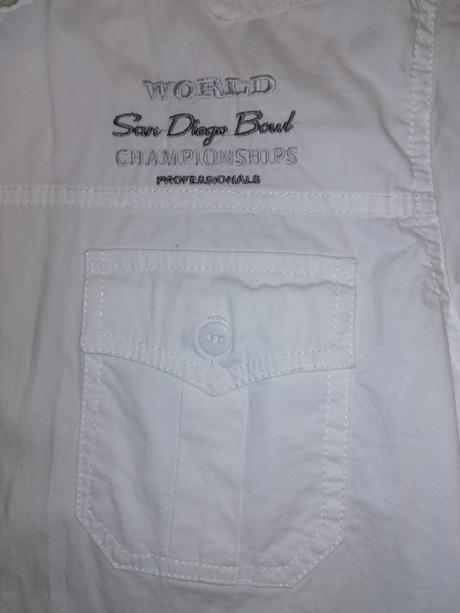 WORLD
San Diego Bowl
CHAMPIONSHIPS
PROFESSIONALS